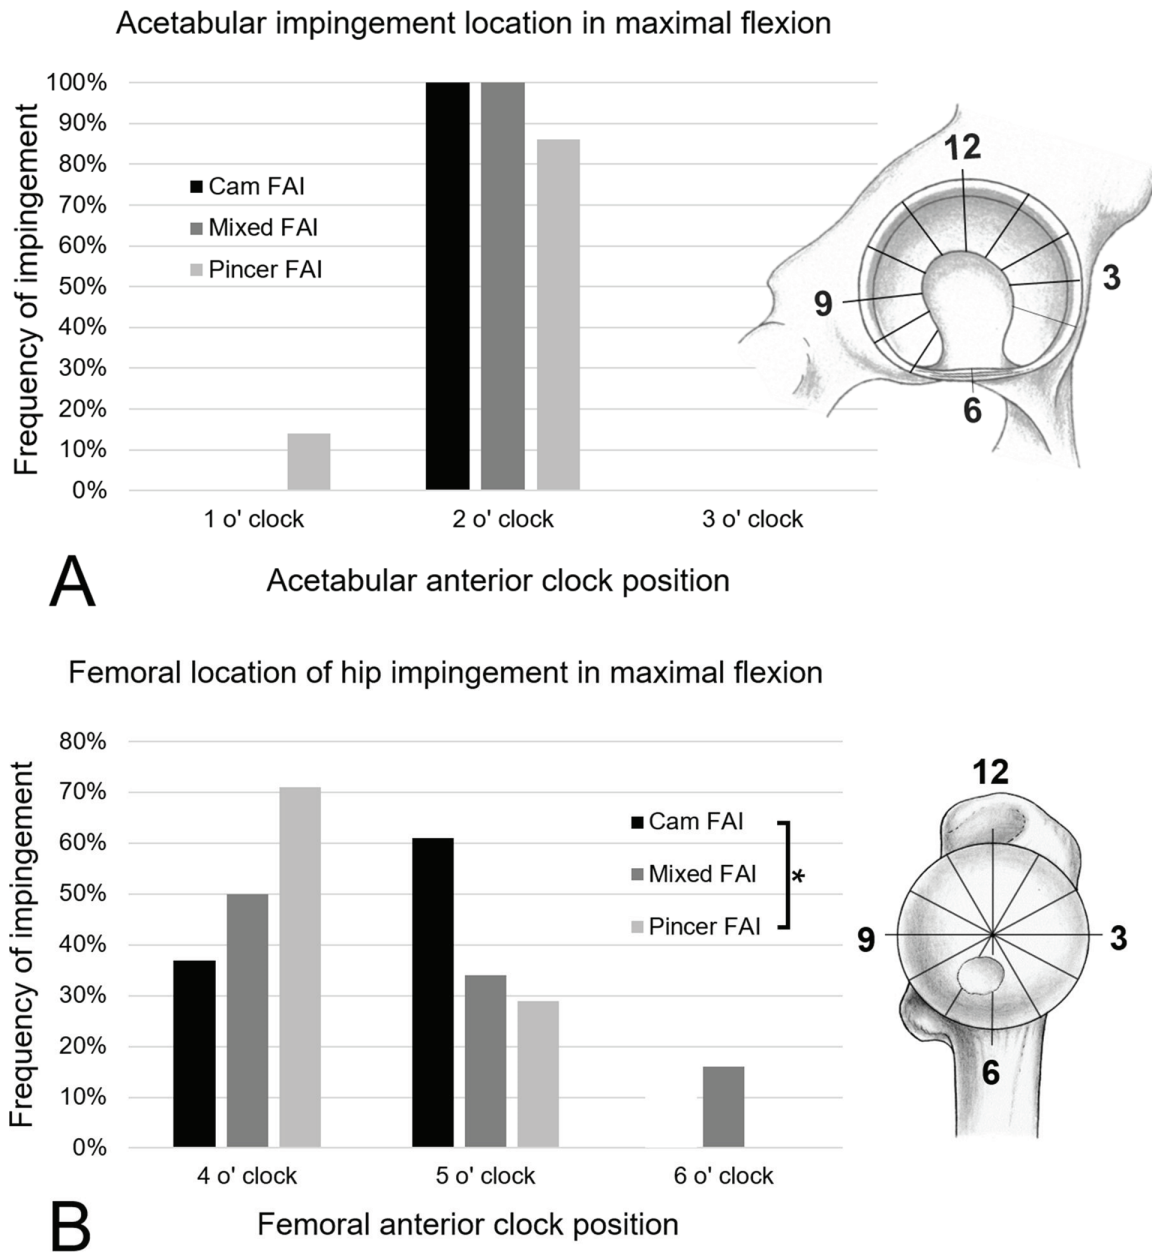 Acetabular impingement location in maximal flexion
Frequency of impingement
100%
90%
80%
70%
60%
50%
40%
30%
20%
10%
0%
Cam FAI
Mixed FAI
Pincer FAI
1 o' clock
2 o' clock
3 o' clock
Acetabular anterior clock position
A
12
3
6
9
Femoral location of hip impingement in maximal flexion
Frequency of impingement
80%
70%
60%
50%
40%
30%
20%
10%
0%
Cam FAI
Mixed FAI
Pincer FAI
*
4 o' clock
5 o' clock
6 o' clock
Femoral anterior clock position
B
12
3
6
9